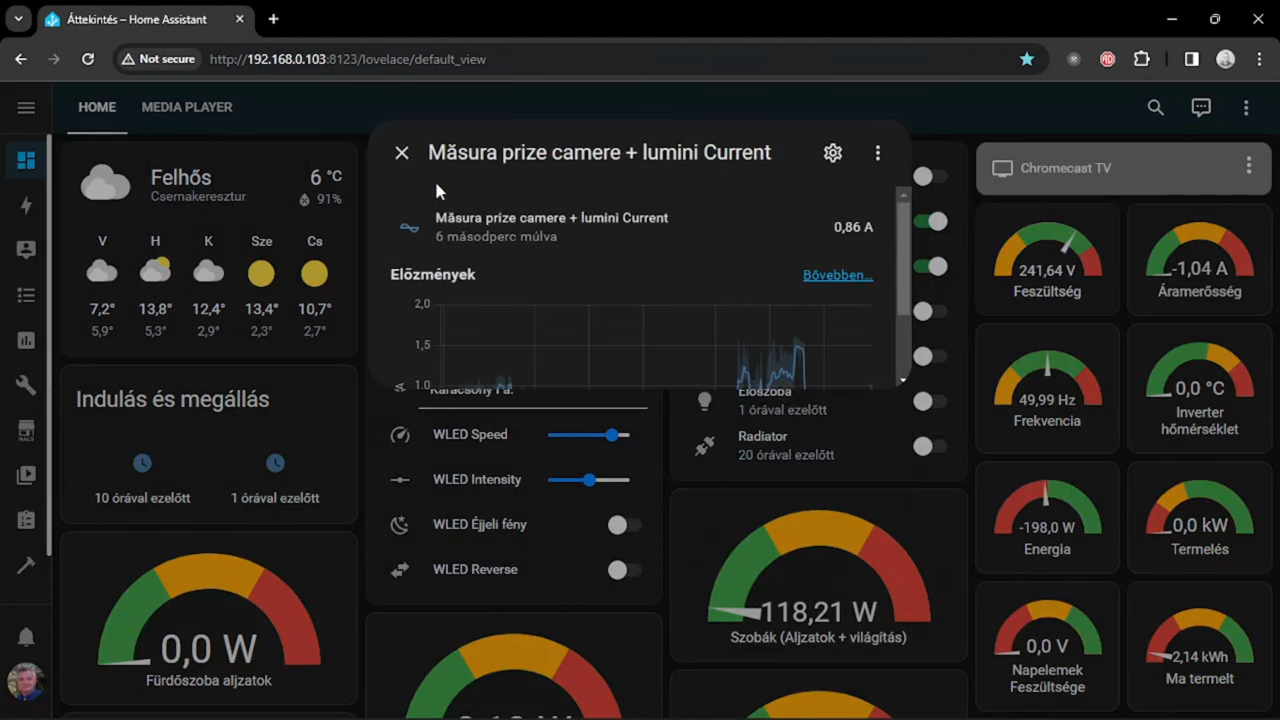 Áttekintés – Home Assistant
Not secure
http://192.168.0.103:8123/lovelace/default_view
HOME
MEDIA PLAYER
Felhős
Csernakeresztur
6 °C
91%
V
H
K
Sze
Cs
7,2°
13,8°
12,4°
13,4°
10,7°
5,9°
5,3°
2,9°
2,3°
2,7°
Indulás és megállás
10 órával ezelőtt
1 órával ezelőtt
0,0 W
Fürdőszoba aljzatok
Măsura prize camere + lumini Current
Măsura prize camere + lumini Current
6 másodperc múlva
0,86 A
Előzmények
Bővebben...
2,0
1,5
1,0
WLED Speed
WLED Intensity
WLED Éjjeli fény
WLED Reverse
Előszoba
1 órával ezelőtt
Radiator
20 órával ezelőtt
118,21 W
Szobák (Aljzatok + világítás)
Chromecast TV
241,64 V
Feszültség
-1,04 A
Áramerősség
49,99 Hz
Frekvencia
0,0 °C
Inverter
hőmérséklet
-198,0 W
Energia
0,0 kW
Termelés
0,0 V
Napelemek
Feszültsége
2,14 kWh
Ma termelt